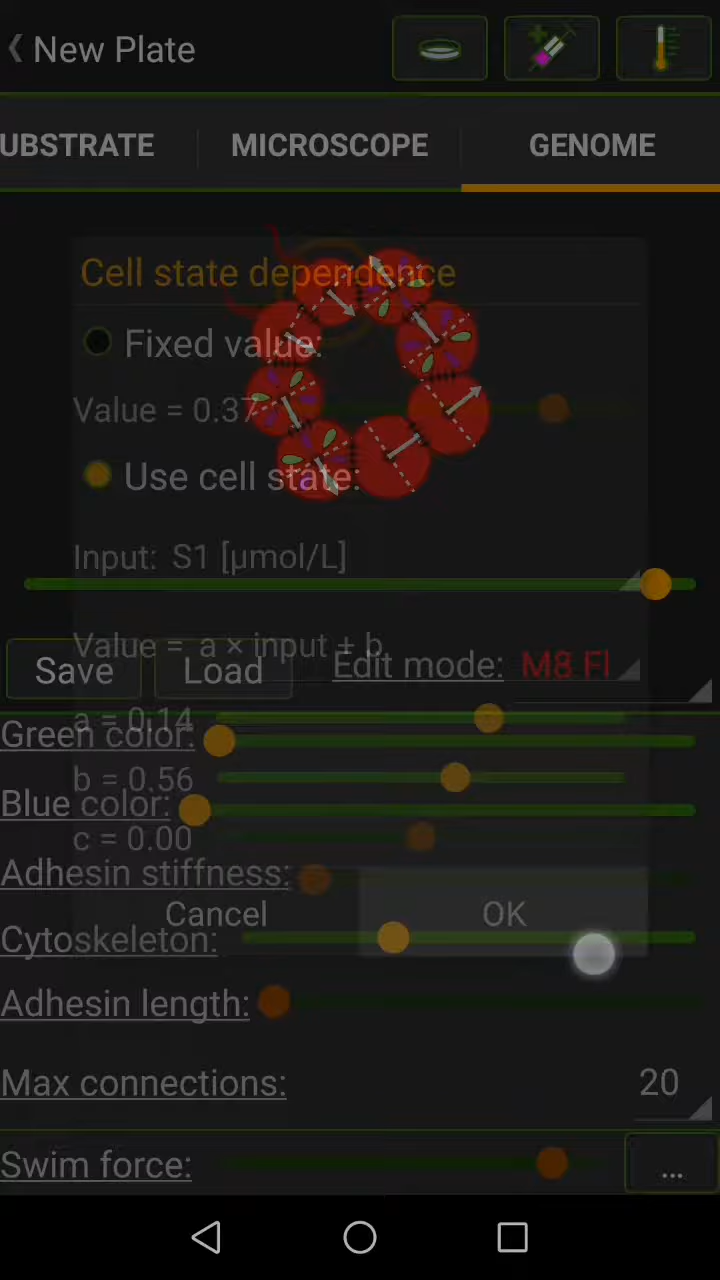 New Plate
UBSTRATE
MICROSCOPE
GENOME
Cell state dependence
Fixed value:
Value = 0.37
Use cell state:
Input: S1 [µmol/L]
Value = a × input + b
Save
Load
Edit mode: M8 Fl
a = 0.14
Green color:
b = 0.56
Blue color:
c = 0.00
Adhesin stiffness:
Cancel
OK
Cytoskeleton:
Adhesin length:
Max connections: 20
Swim force:
...